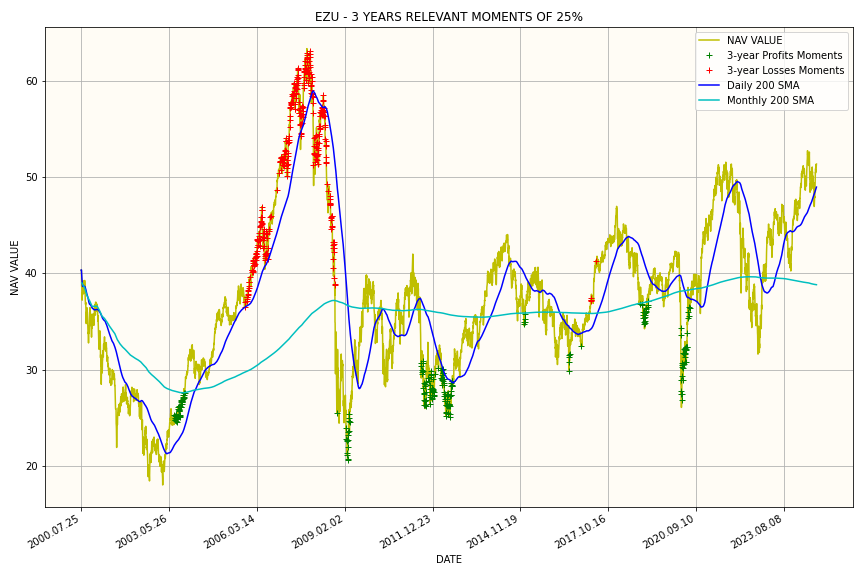 EZU - 3 YEARS RELEVANT MOMENTS OF 25%
NAV VALUE
3-year Profits Moments
3-year Losses Moments
Daily 200 SMA
Monthly 200 SMA
60
50
40
30
20
NAV VALUE
2000.07.25
2003.05.26
2006.03.14
2009.02.02
2011.12.23
2014.11.19
2017.10.16
2020.09.10
2023.08.08
DATE